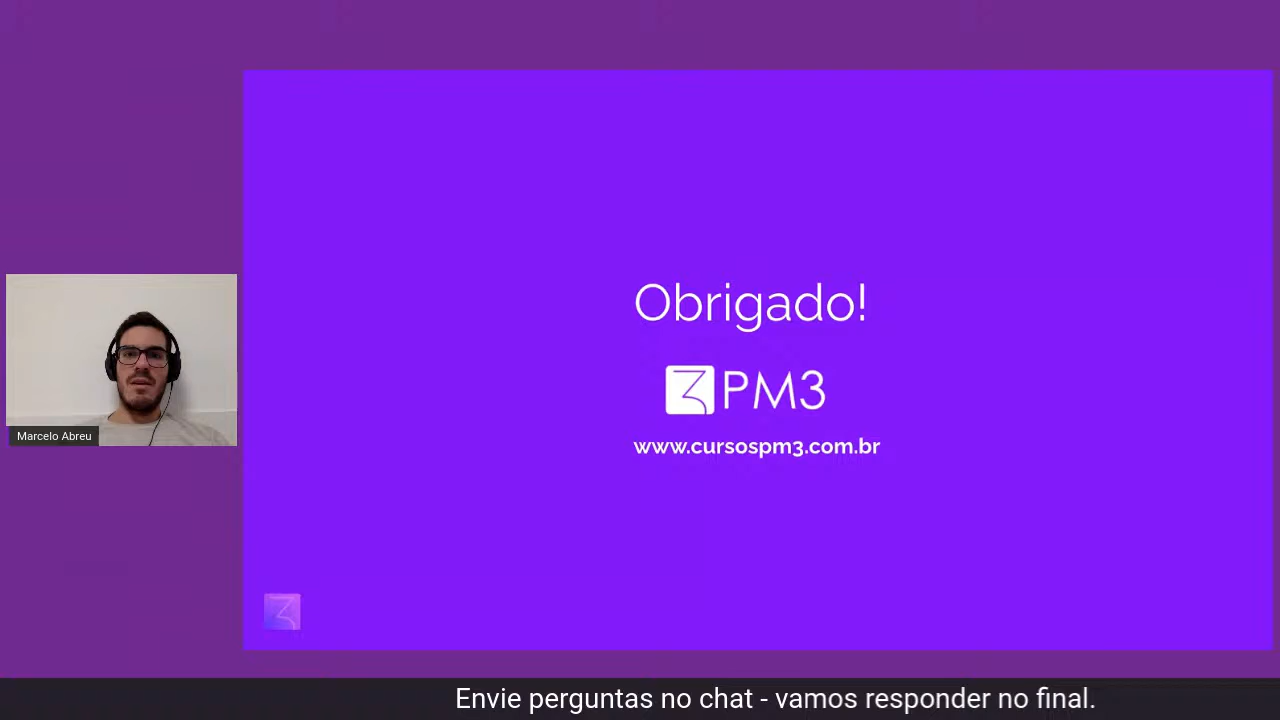 Obrigado!
PM3
www.cursospm3.com.br
Marcelo Abreu
Envie perguntas no chat - vamos responder no final.